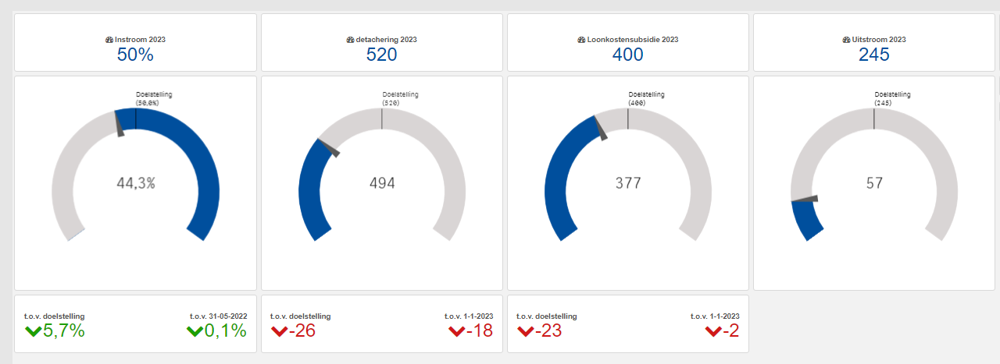 Instroom 2023
50%
detachering 2023
520
Loonkostensubsidie 2023
400
Uitstroom 2023
245
Doelstelling
(50,0%)
44,3%
Doelstelling
(520)
494
Doelstelling
(400)
377
Doelstelling
(245)
57
t.o.v. doelstelling
5,7%
t.o.v. 31-05-2022
0,1%
t.o.v. doelstelling
-26
t.o.v. 1-1-2023
-18
t.o.v. doelstelling
-23
t.o.v. 1-1-2023
-2